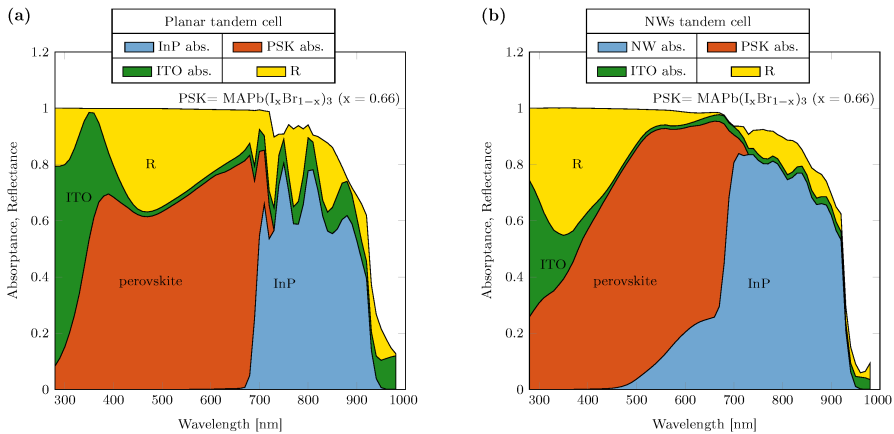 (a)
Planar tandem cell
InP abs.
PSK abs.
ITO abs.
R
PSK= MAPb(IxBr1−x)3 (x = 0.66)
1.2
1
0.8
0.6
0.4
0.2
0
Absorptance, Reflectance
R
ITO
perovskite
InP
300
400
500
600
700
800
900
1000
Wavelength [nm]
(b)
NWs tandem cell
NW abs.
PSK abs.
ITO abs.
R
PSK= MAPb(IxBr1−x)3 (x = 0.66)
1.2
1
0.8
0.6
0.4
0.2
0
Absorptance, Reflectance
R
ITO
perovskite
InP
300
400
500
600
700
800
900
1000
Wavelength [nm]